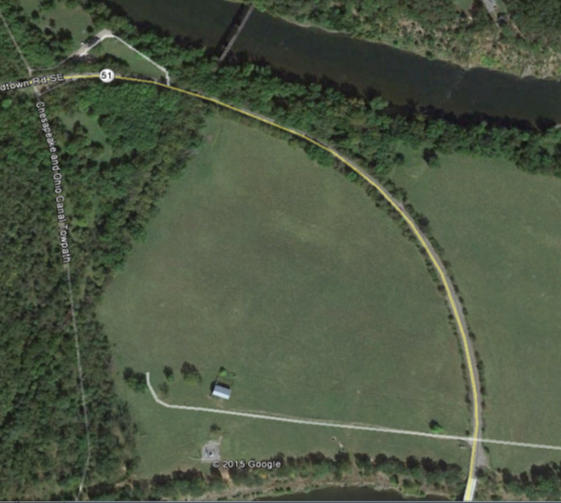 dtown Rd SE
51
Chesapeake and Ohio Canal Towpath
© 2015 Google